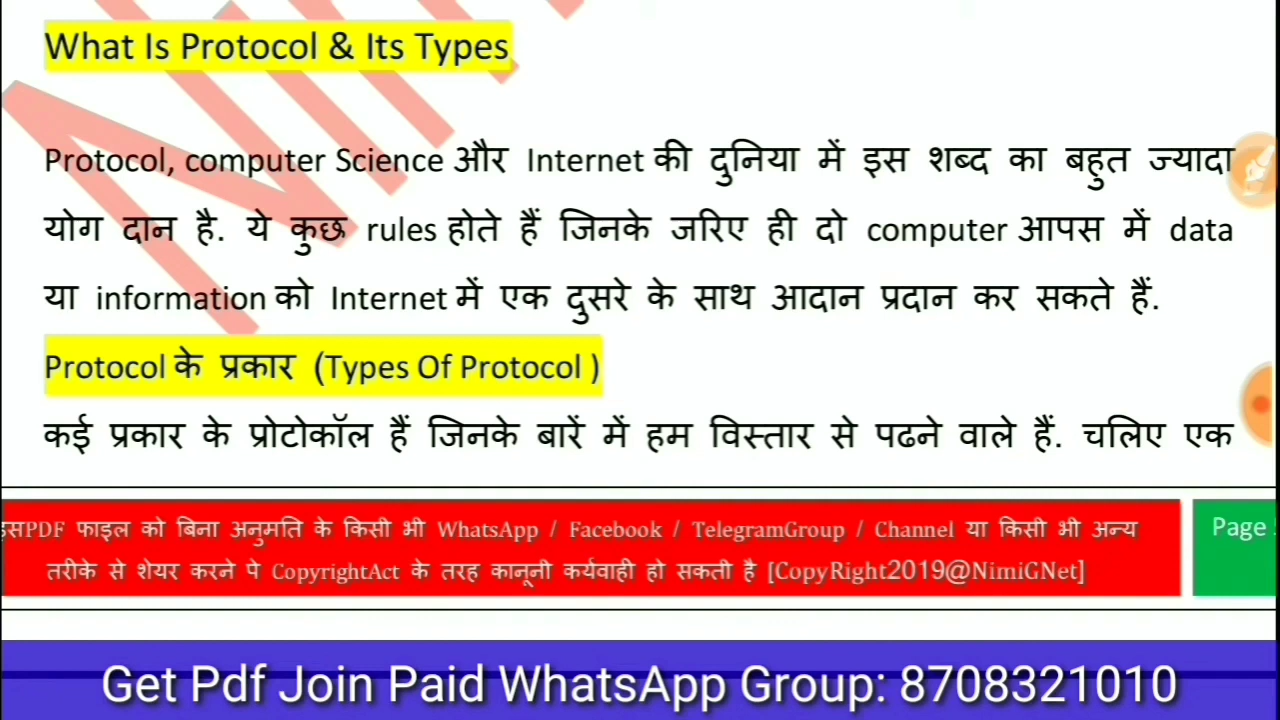 What Is Protocol & Its Types
Protocol, computer Science और Internet की दुनिया में इस शब्द का बहुत ज्यादा
योग दान है. ये कुछ rules होते हैं जिनके जरिए ही दो computer आपस में data
या information को Internet में एक दुसरे के साथ आदान प्रदान कर सकते हैं.
Protocol के प्रकार (Types Of Protocol )
कई प्रकार के प्रोटोकॉल हैं जिनके बारें में हम विस्तार से पढने वाले हैं. चलिए एक
इसPDF फाइल को बिना अनुमति के किसी भी WhatsApp / Facebook / TelegramGroup / Channel या किसी भी अन्य
तरीके से शेयर करने पे CopyrightAct के तरह कानूनी कर्यवाही हो सकती है [CopyRight2019@NimiGNet]
Page
Get Pdf Join Paid WhatsApp Group: 8708321010